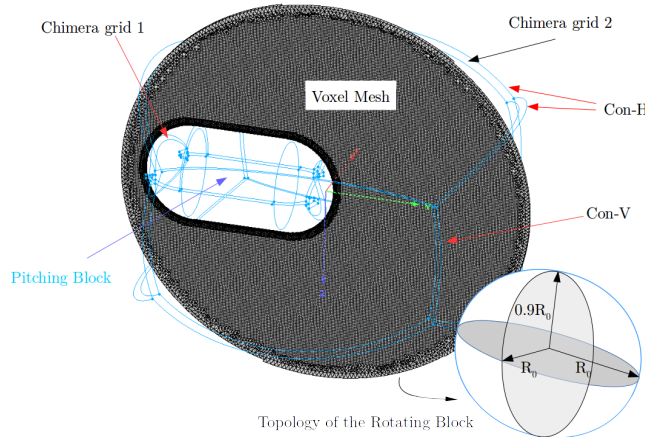 Chimera grid 1
Chimera grid 2
Voxel Mesh
Con-H
Con-V
Pitching Block
0.9R₀
R₀
R₀
Topology of the Rotating Block